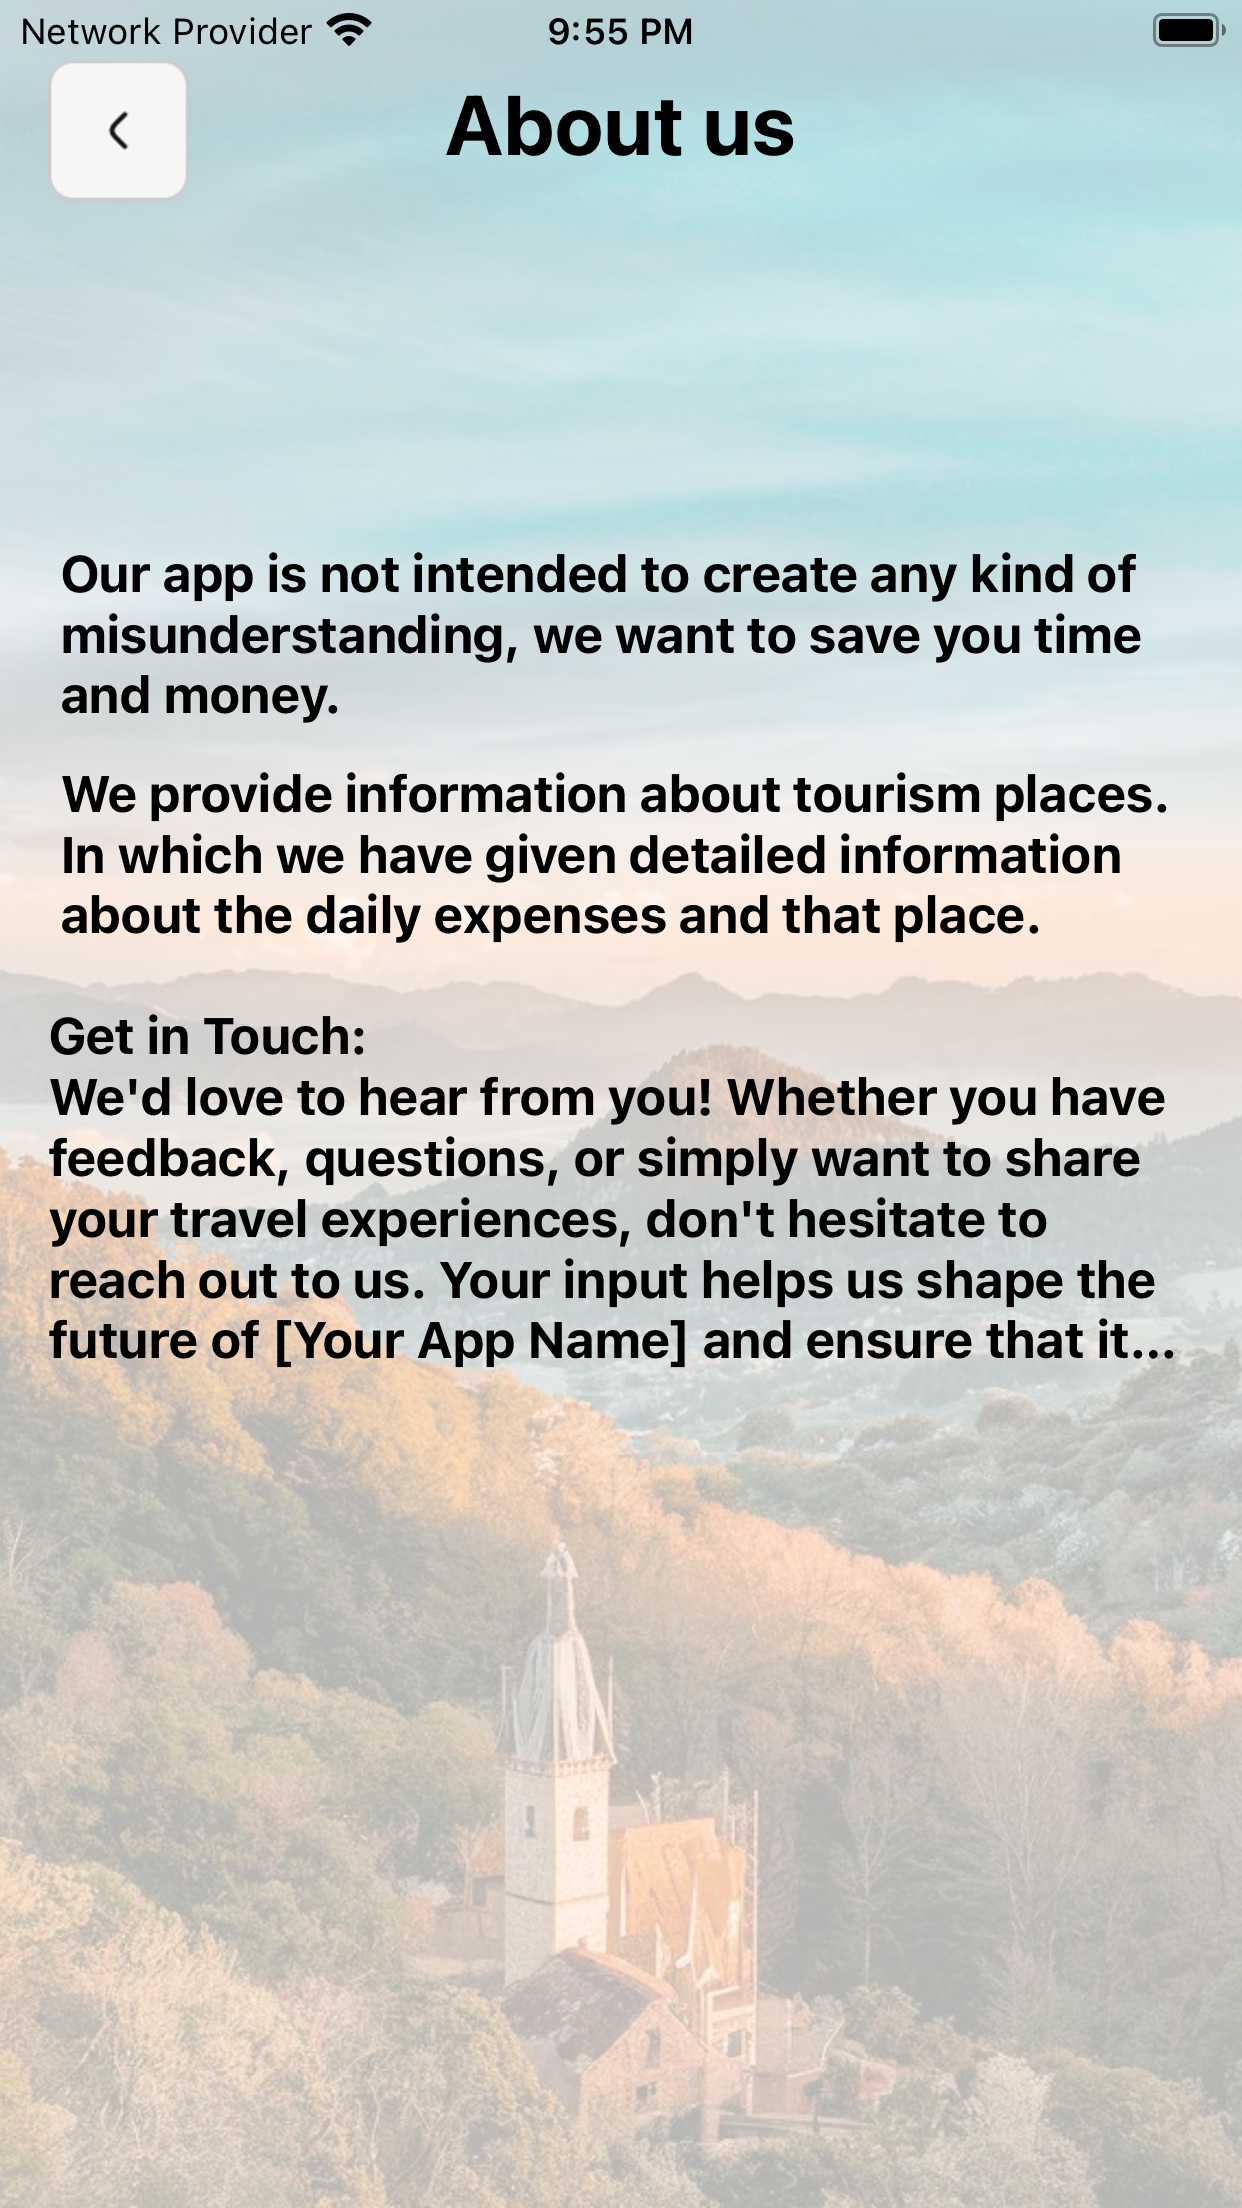 Network Provider 9:55 PM
About us
Our app is not intended to create any kind of
misunderstanding, we want to save you time
and money.
We provide information about tourism places.
In which we have given detailed information
about the daily expenses and that place.
Get in Touch:
We'd love to hear from you! Whether you have
feedback, questions, or simply want to share
your travel experiences, don't hesitate to
reach out to us. Your input helps us shape the
future of [Your App Name] and ensure that it...